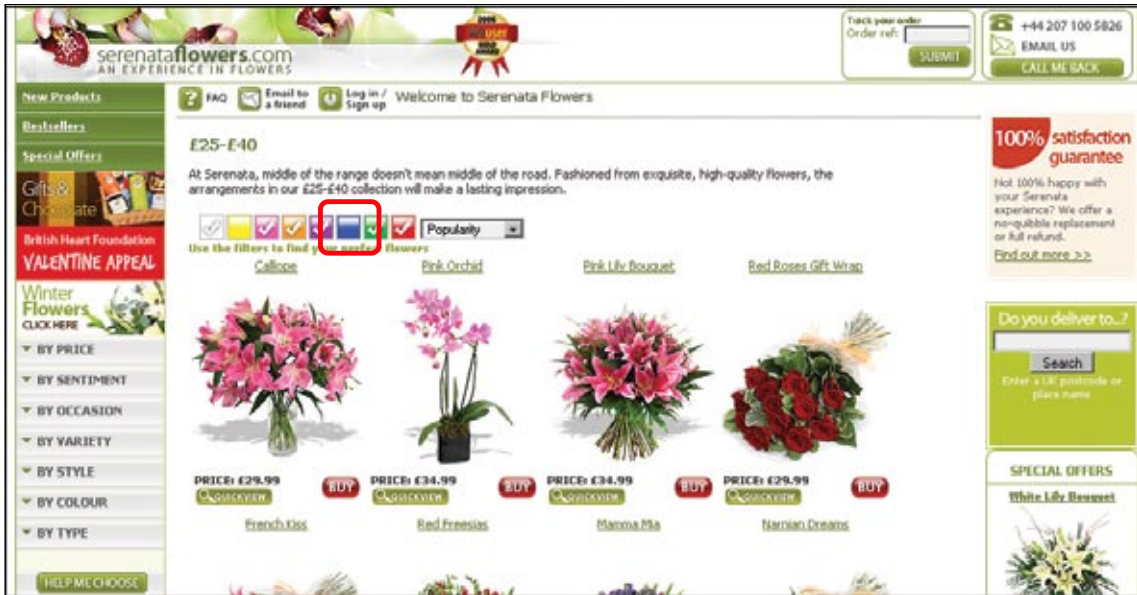 serenataflowers.com
AN EXPERIENCE IN FLOWERS
Track your order
Order ref:
SUBMIT
+44 207 100 5826
EMAIL US
CALL ME BACK
New Products
Bestsellers
Special Offers
Gifts &
Chocolate
British Heart Foundation
VALENTINE APPEAL
Winter
Flowers
CLICK HERE
BY PRICE
BY SENTIMENT
BY OCCASION
BY VARIETY
BY STYLE
BY COLOUR
BY TYPE
HELP ME CHOOSE
FAQ
Email to
a friend
Log in /
Sign up
Welcome to Serenata Flowers
£25-£40
At Serenata, middle of the range doesn't mean middle of the road. Fashioned from exquisite, high-quality flowers, the
arrangements in our £25-£40 collection will make a lasting impression.
Popularity
Use the filters to find your perfect flowers
Calliope Pink Orchid Pink Lily Bouquet Red Roses Gift Wrap
PRICE: £29.99 BUY PRICE: £34.99 BUY PRICE: £34.99 BUY PRICE: £29.99 BUY
QUICKVIEW QUICKVIEW QUICKVIEW QUICKVIEW
French Kiss Red Freesias Mamma Mia Narnian Dreams
100% satisfaction
guarantee
Not 100% happy with
your Serenata
experience? We offer a
no-quibble replacement
or full refund.
Find out more >>
Do you deliver to...?
Search
Enter a UK postcode or
place name
SPECIAL OFFERS
White Lily Bouquet